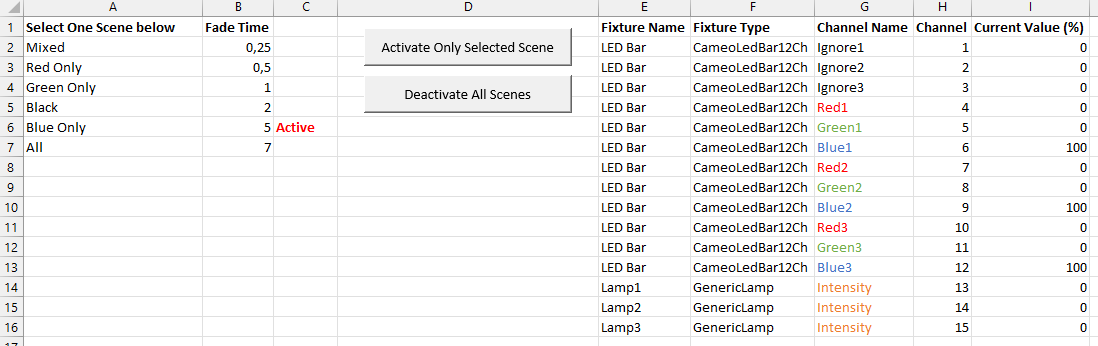 A B C D E F G H I
1 Select One Scene below Fade Time Fixture Name Fixture Type Channel Name Channel Current Value (%)
2 Mixed 0,25 Activate Only Selected Scene LED Bar CameoLedBar12Ch Ignore1 1 0
3 Red Only 0,5 LED Bar CameoLedBar12Ch Ignore2 2 0
4 Green Only 1 Deactivate All Scenes LED Bar CameoLedBar12Ch Ignore3 3 0
5 Black 2 LED Bar CameoLedBar12Ch Red1 4 0
6 Blue Only 5 Active LED Bar CameoLedBar12Ch Green1 5 0
7 All 7 LED Bar CameoLedBar12Ch Blue1 6 100
8 LED Bar CameoLedBar12Ch Red2 7 0
9 LED Bar CameoLedBar12Ch Green2 8 0
10 LED Bar CameoLedBar12Ch Blue2 9 100
11 LED Bar CameoLedBar12Ch Red3 10 0
12 LED Bar CameoLedBar12Ch Green3 11 0
13 LED Bar CameoLedBar12Ch Blue3 12 100
14 Lamp1 GenericLamp Intensity 13 0
15 Lamp2 GenericLamp Intensity 14 0
16 Lamp3 GenericLamp Intensity 15 0